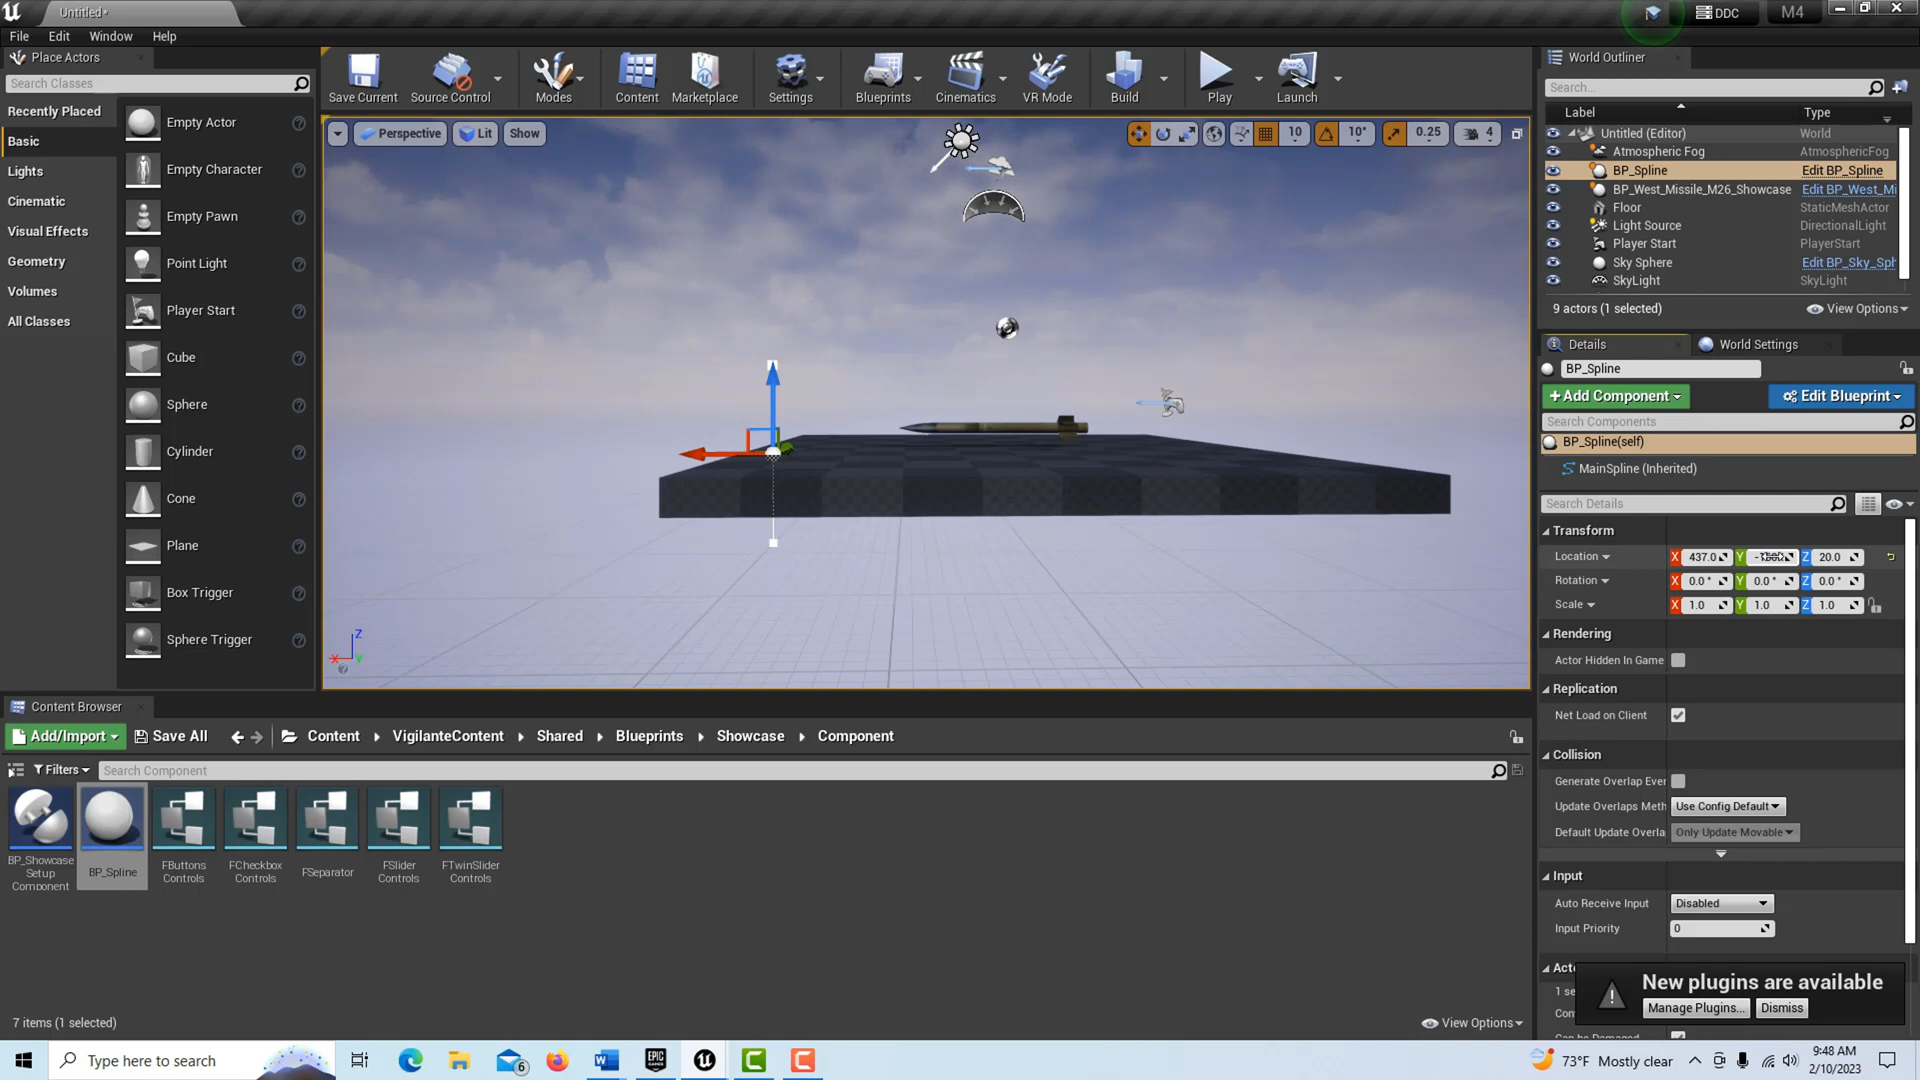 Untitled*
DDC
M4
File Edit Window Help
Place Actors
Search Classes
Recently Placed
Basic
Lights
Cinematic
Visual Effects
Geometry
Volumes
All Classes
Empty Actor
Empty Character
Empty Pawn
Point Light
Player Start
Cube
Sphere
Cylinder
Cone
Plane
Box Trigger
Sphere Trigger
Save Current
Source Control
Modes
Content
Marketplace
Settings
Blueprints
Cinematics
VR Mode
Build
Play
Launch
Perspective
Lit
Show
10
10°
0.25
4
Z
X
Y
World Outliner
Search...
Label Type
Untitled (Editor) World
Atmospheric Fog AtmosphericFog
BP_Spline Edit BP_Spline
BP_West_Missile_M26_Showcase Edit BP_West_Mi
Floor StaticMeshActor
Light Source DirectionalLight
Player Start PlayerStart
Sky Sphere Edit BP_Sky_Sph
SkyLight SkyLight
9 actors (1 selected)
View Options
Details
World Settings
BP_Spline
+Add Component
Edit Blueprint
Search Components
BP_Spline(self)
MainSpline (Inherited)
Search Details
Transform
Location X 437.0 Y Z 20.0
Rotation X 0.0 ° Y 0.0 ° Z 0.0 °
Scale X 1.0 Y 1.0 Z 1.0
Rendering
Actor Hidden In Game
Replication
Net Load on Client
Collision
Generate Overlap Ever
Update Overlaps Meth Use Config Default
Default Update Overla Only Update Movable
Input
Auto Receive Input Disabled
Input Priority 0
New plugins are available
Manage Plugins...
Dismiss
Content Browser
Add/Import
Save All
Content VigilanteContent Shared Blueprints Showcase Component
Filters
Search Component
BP_Showcase
Setup
Component
BP_Spline
FButtons
Controls
FCheckbox
Controls
FSeparator
FSlider
Controls
FTwinSlider
Controls
7 items (1 selected)
View Options
Type here to search
6
EPIC
GAMES
73°F Mostly clear
9:48 AM
2/10/2023